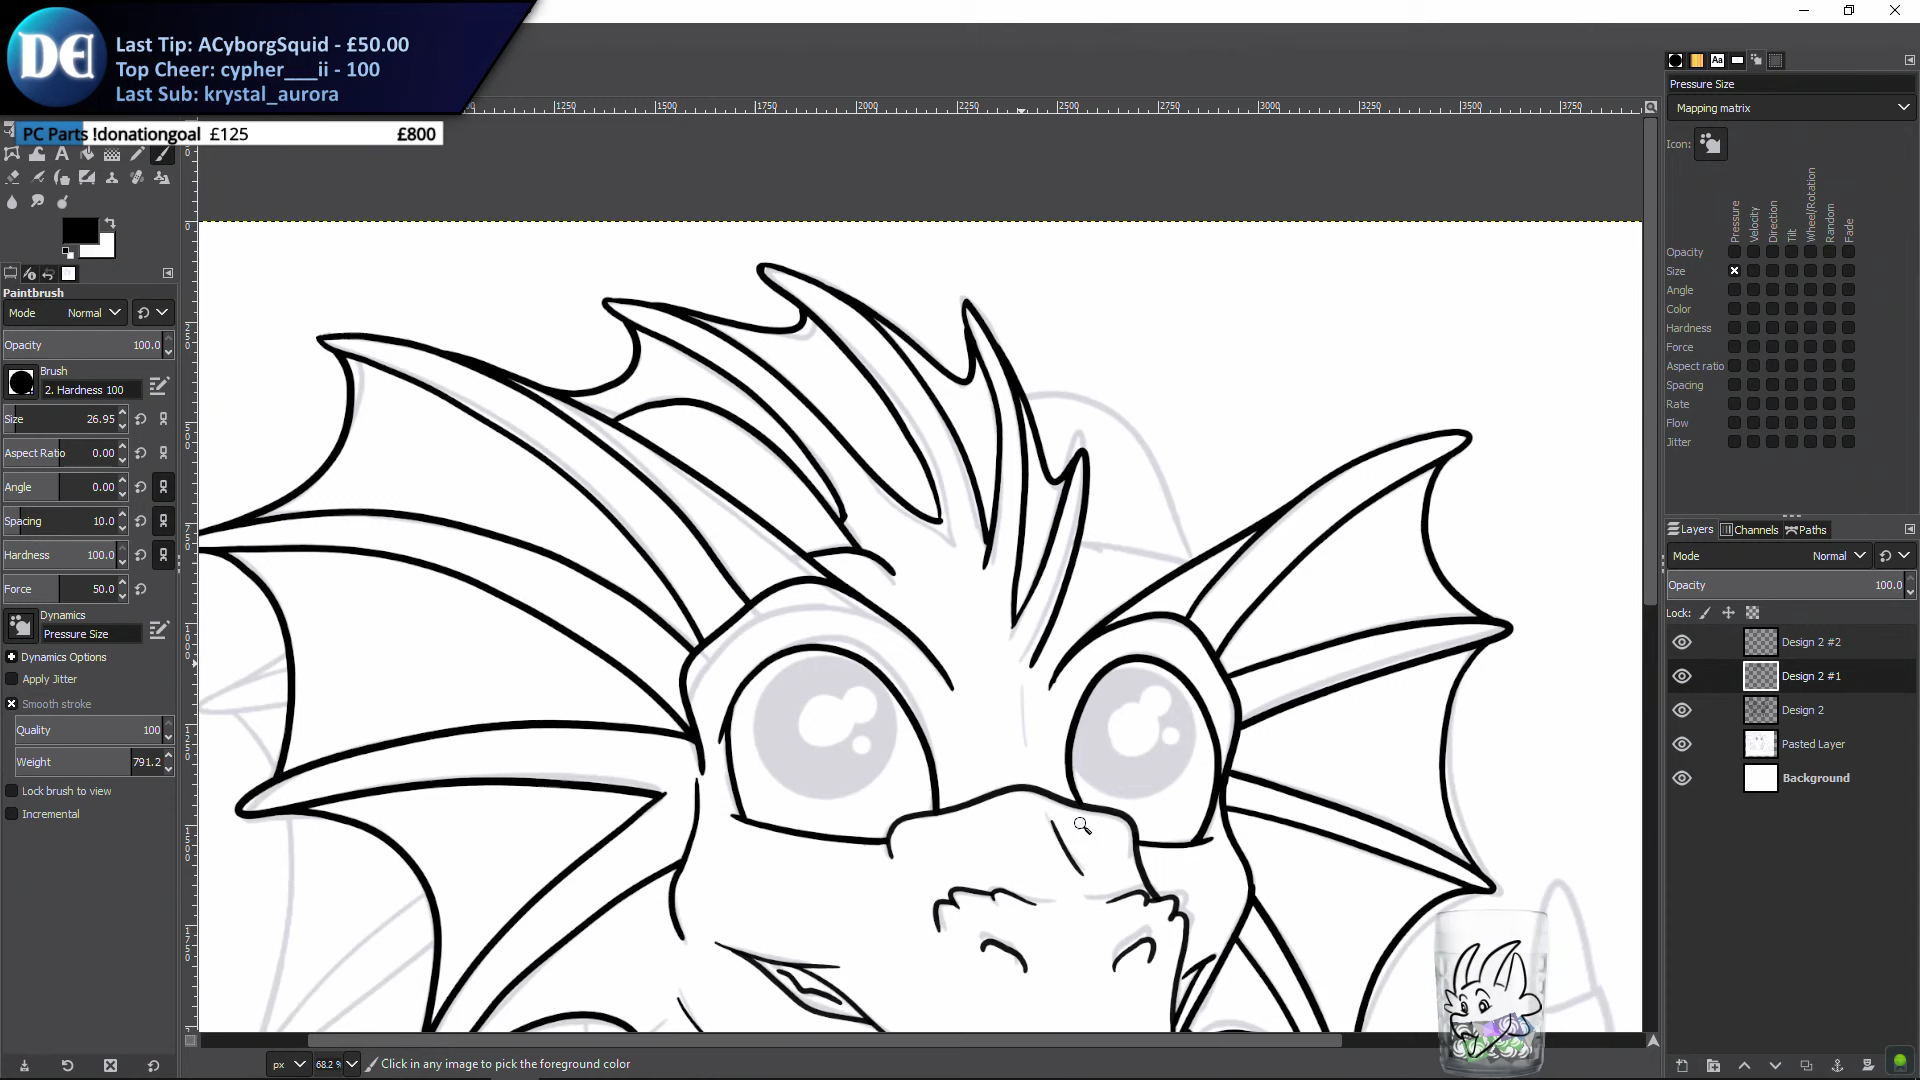 DE
Last Tip: ACyborgSquid - £50.00
Top Cheer: cypher___ii - 100
Last Sub: krystal_aurora
PC Parts !donationgoal £125 £800
1250 1500 1750 2000 2250 2500 2750 3000 3250 3500 3750
Paintbrush
Mode Normal
Opacity 100.0
Brush
2. Hardness 100
Size 26.95
Aspect Ratio 0.00
Angle 0.00
Spacing 10.0
Hardness 100.0
Force 50.0
Dynamics
Pressure Size
Dynamics Options
Apply Jitter
Smooth stroke
Quality 100
Weight 791.2
Lock brush to view
Incremental
px 68.2 % Click in any image to pick the foreground color
Aa
Pressure Size
Mapping matrix
Icon:
Pressure Velocity Direction Tilt Wheel/Rotation Random Fade
Opacity
Size
Angle
Color
Hardness
Force
Aspect ratio
Spacing
Rate
Flow
Jitter
Layers Channels Paths
Mode Normal
Opacity 100.0
Lock:
Design 2 #2
Design 2 #1
Design 2
Pasted Layer
Background